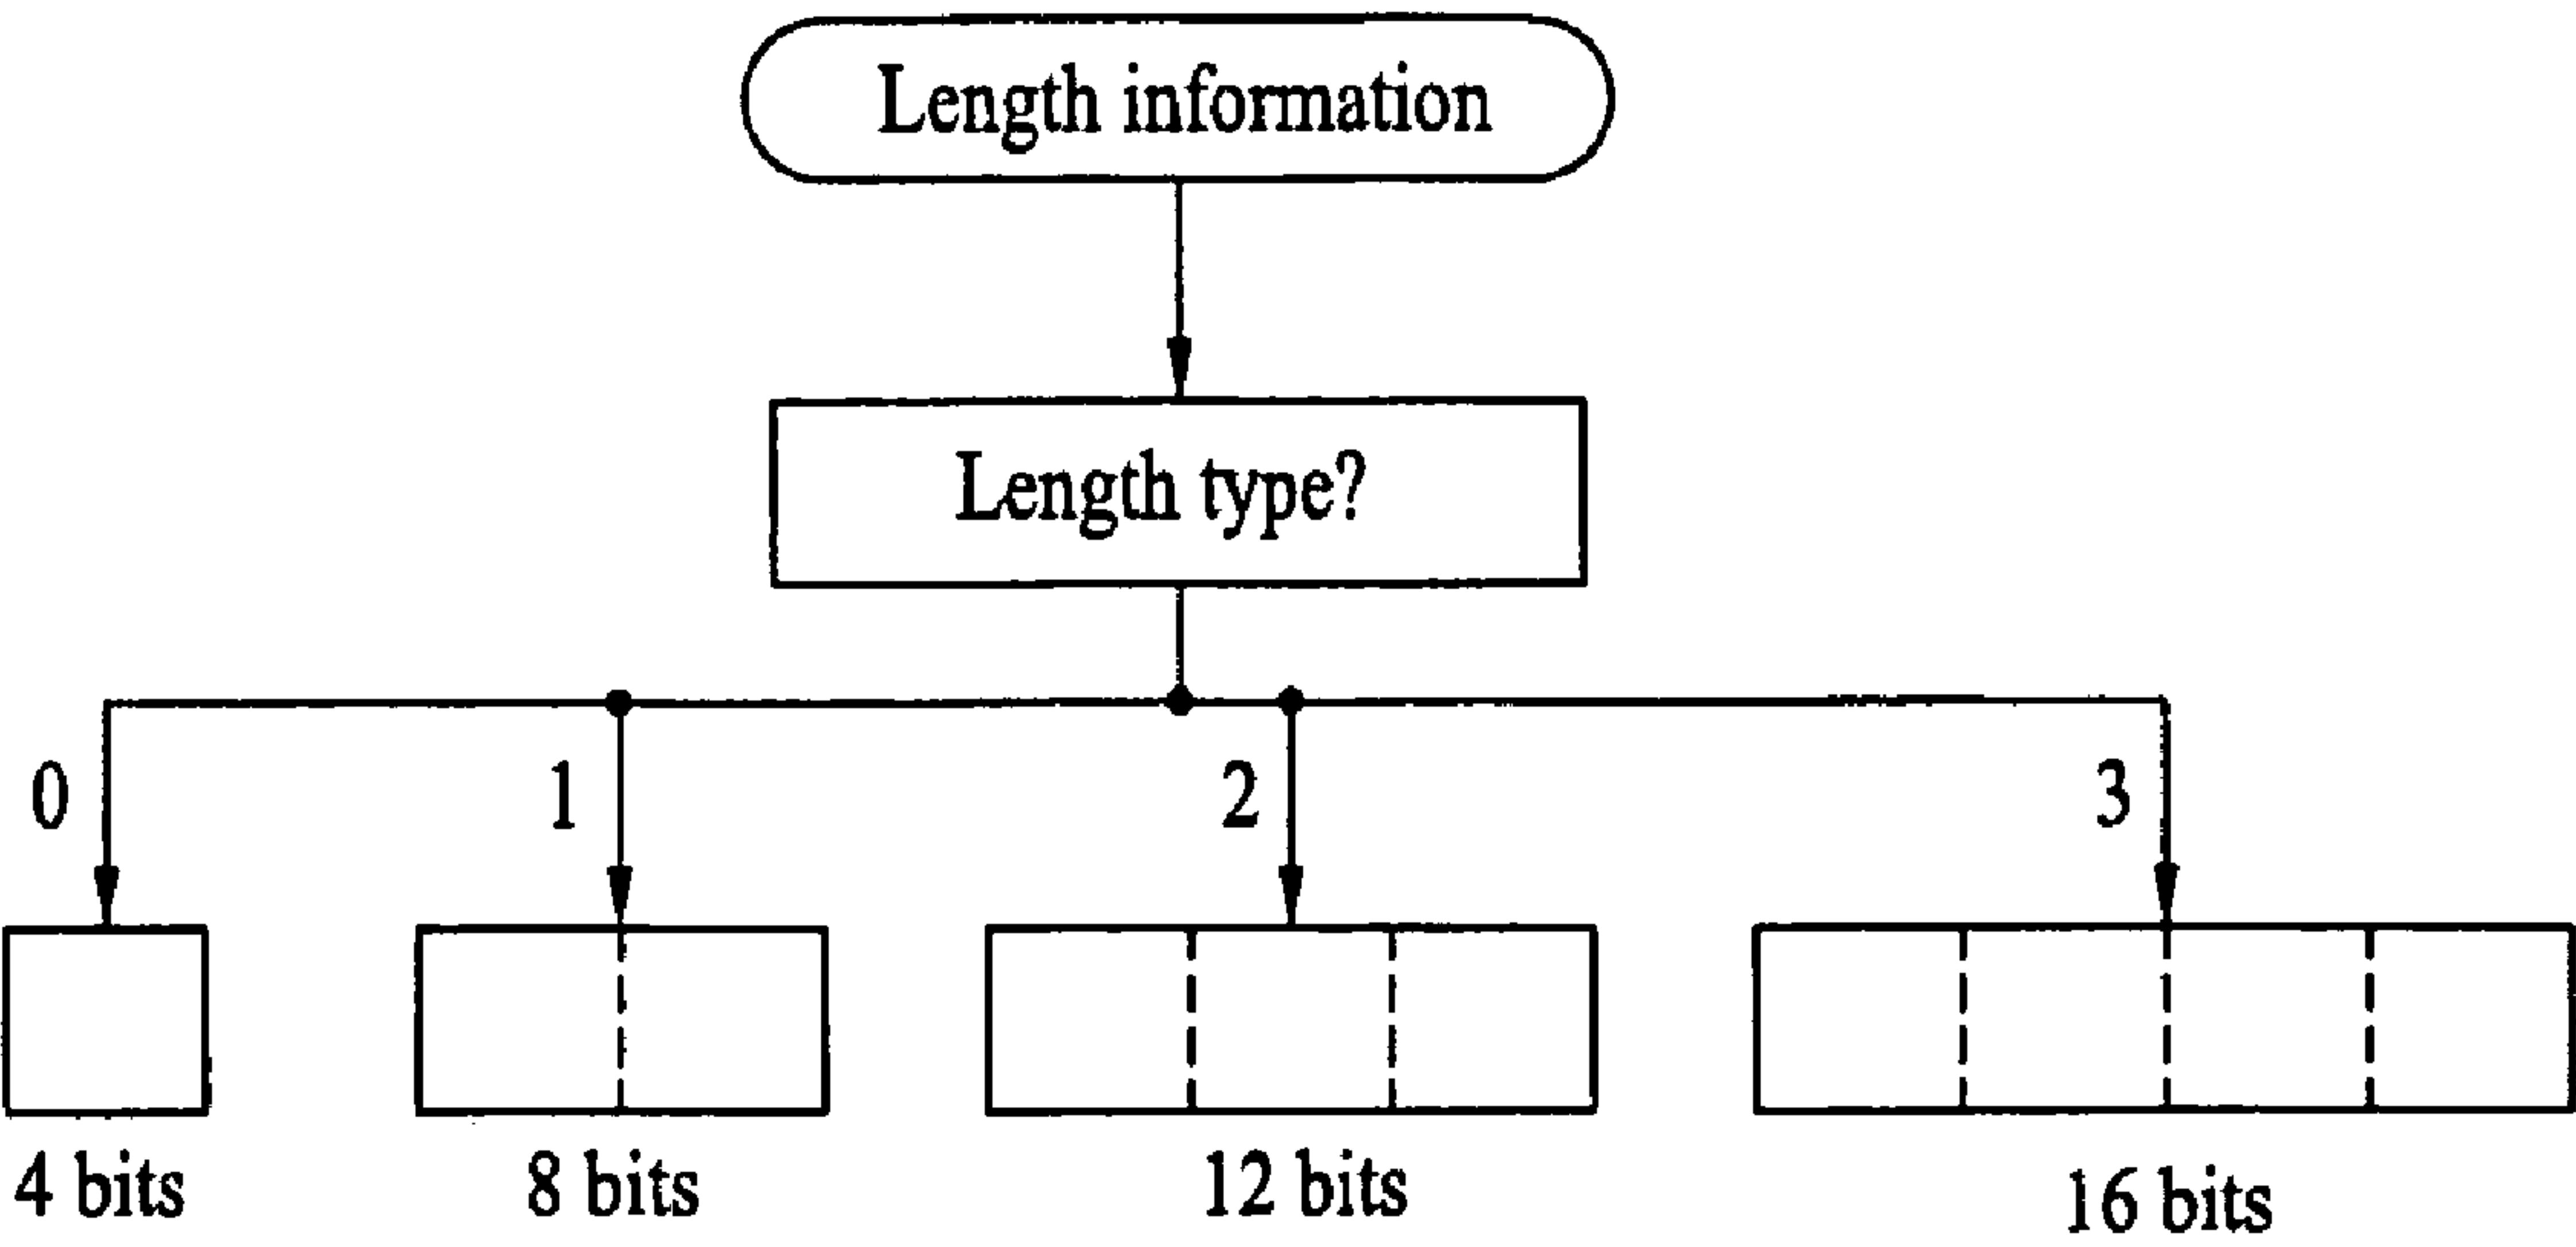 Length information
Length type?
0
1
2
3
4 bits
8 bits
12 bits
16 bits